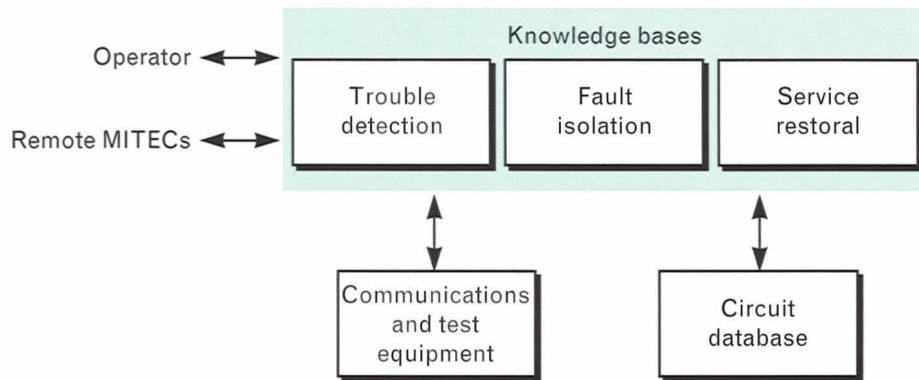 Knowledge bases
Operator
Remote MITECs
Trouble
detection
Fault
isolation
Service
restoral
Communications
and test
equipment
Circuit
database